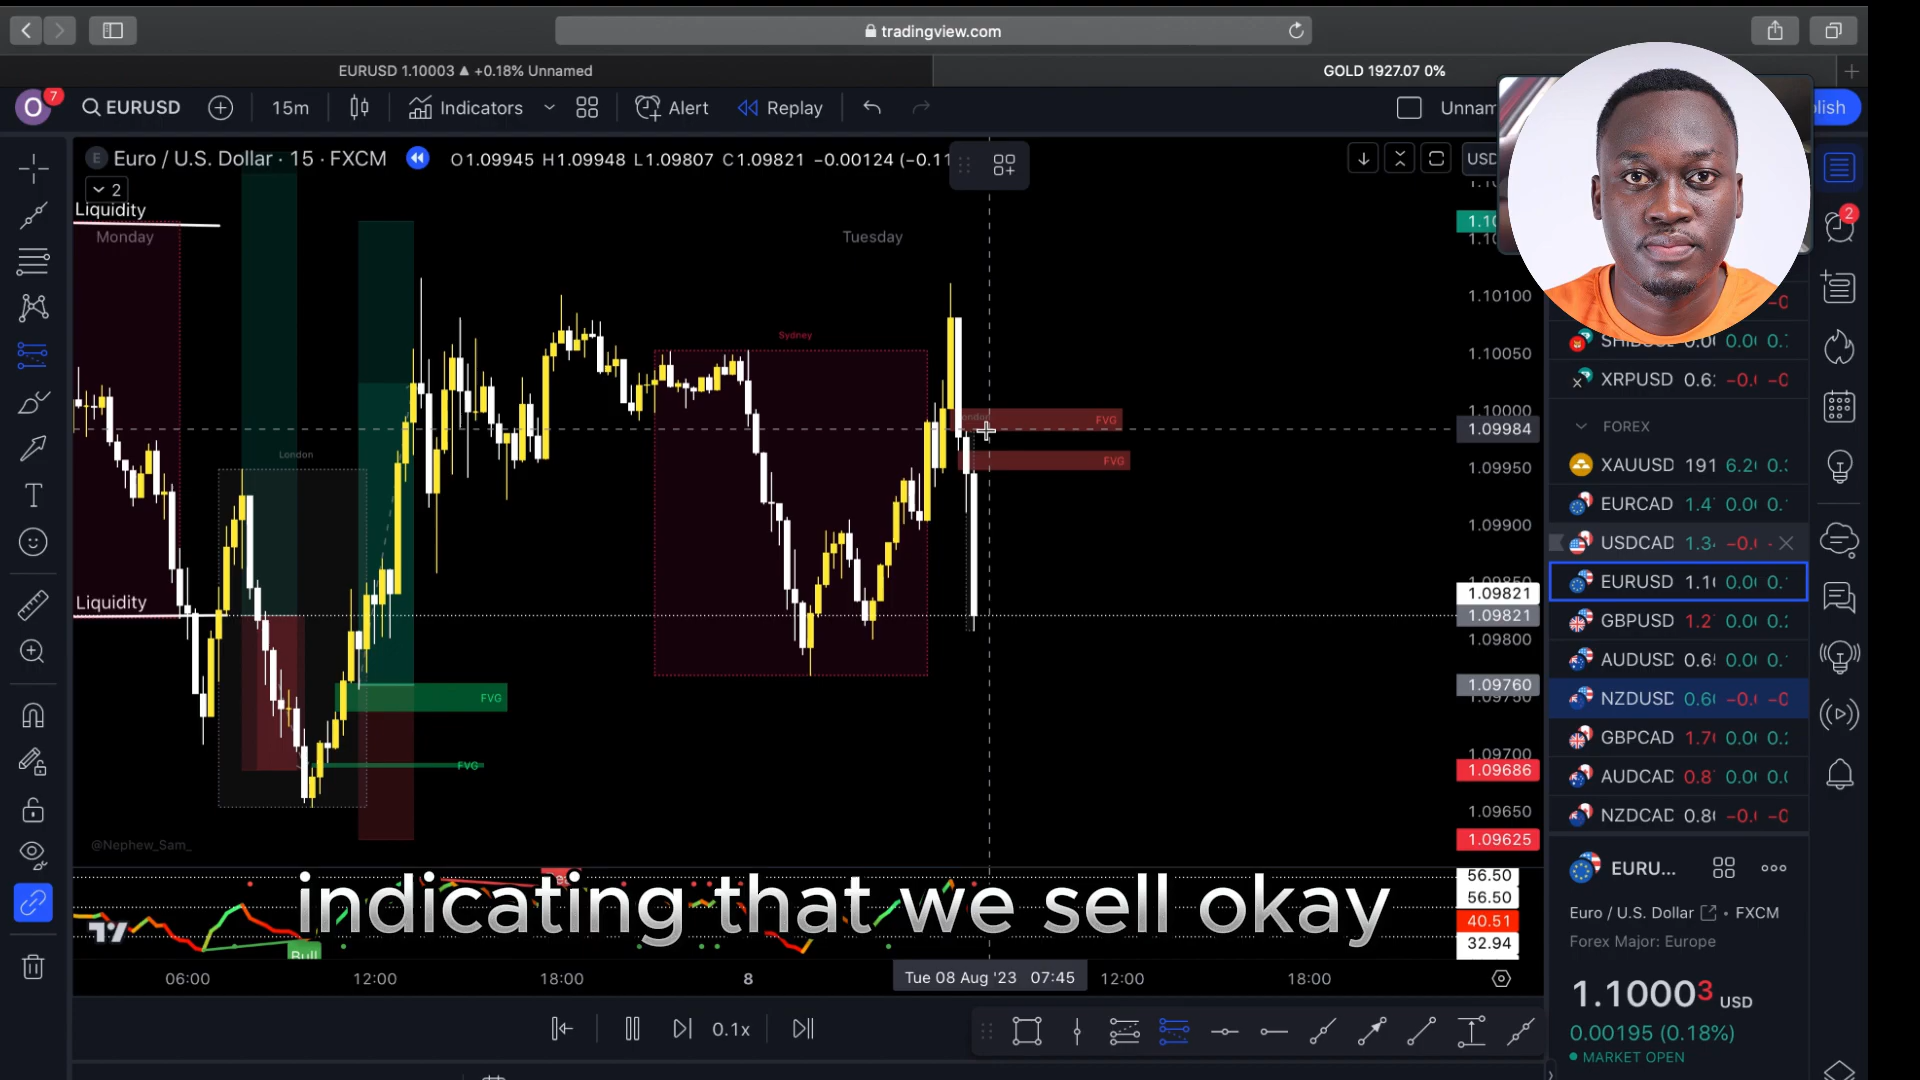 tradingview.com
EURUSD 1.10003 ▲ +0.18% Unnamed
GOLD 1927.07 0%
O 7 EURUSD 15m Indicators Alert Replay
Euro / U.S. Dollar · 15 · FXCM O1.09945 H1.09948 L1.09807 C1.09821 −0.00124 (−0.11
2
Liquidity
Monday
Tuesday
Sydney
London
FVG
FVG
Liquidity
FVG
FVG
@Nephew_Sam_
1.10100
1.10050
1.10000
1.09984
1.09950
1.09900
1.09821
1.09821
1.09800
1.09760
1.09700
1.09686
1.09650
1.09625
56.50
56.50
40.51
32.94
Bull
indicating that we sell okay
06:00 12:00 18:00 8 Tue 08 Aug '23 07:45 12:00 18:00
0.1x
2
XRPUSD
FOREX
XAUUSD
EURCAD
USDCAD
EURUSD
GBPUSD
AUDUSD
NZDUSD
GBPCAD
AUDCAD
NZDCAD
EURU...
Euro / U.S. Dollar · FXCM
Forex Major: Europe
1.10003 USD
0.00195 (0.18%)
MARKET OPEN